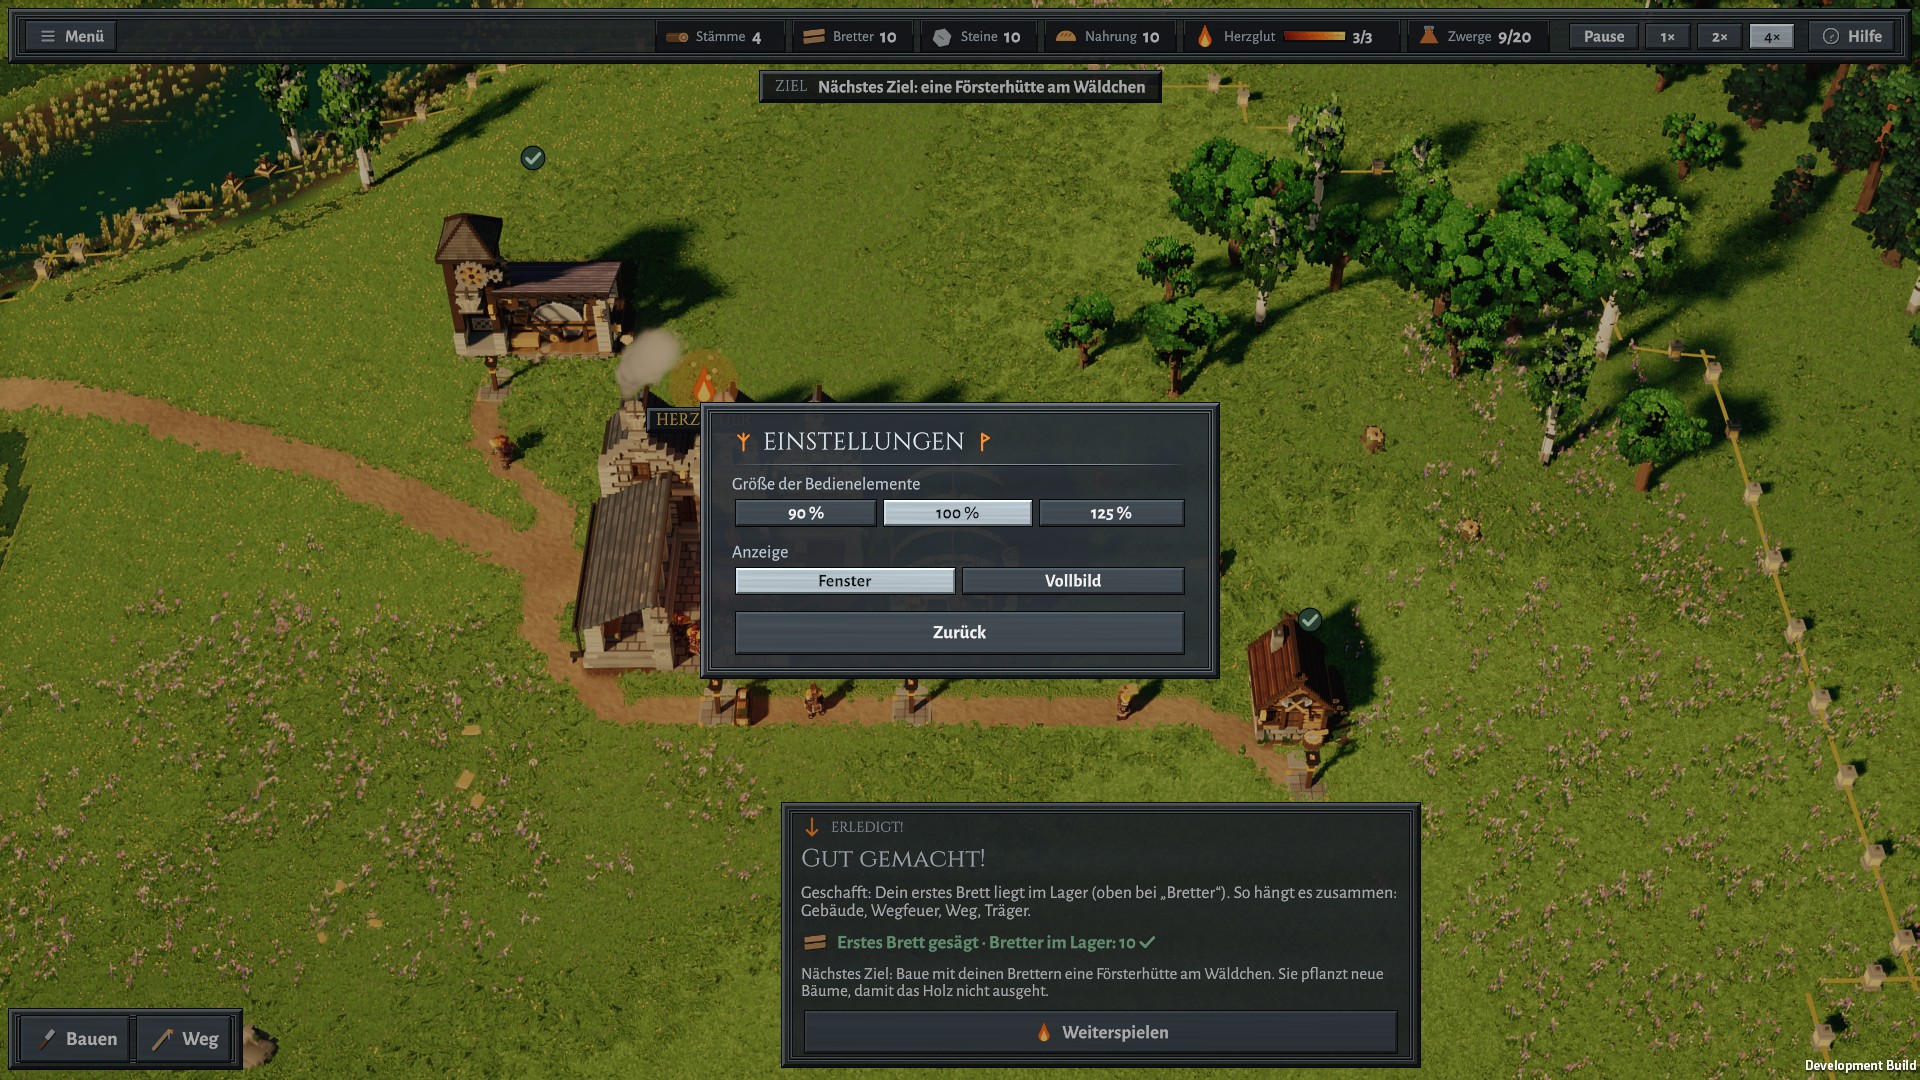 Menü
Stämme 4
Bretter 10
Steine 10
Nahrung 10
Herzglut 3/3
Zwerge 9/20
Pause
1×
2×
4×
Hilfe
ZIEL Nächstes Ziel: eine Försterhütte am Wäldchen
EINSTELLUNGEN
Größe der Bedienelemente
90 %
100 %
125 %
Anzeige
Fenster
Vollbild
Zurück
ERLEDIGT!
GUT GEMACHT!
Geschafft: Dein erstes Brett liegt im Lager (oben bei „Bretter“). So hängt es zusammen:
Gebäude, Wegfeuer, Weg, Träger.
Erstes Brett gesägt · Bretter im Lager: 10
Nächstes Ziel: Baue mit deinen Brettern eine Försterhütte am Wäldchen. Sie pflanzt neue
Bäume, damit das Holz nicht ausgeht.
Weiterspielen
Bauen
Weg
Development Build